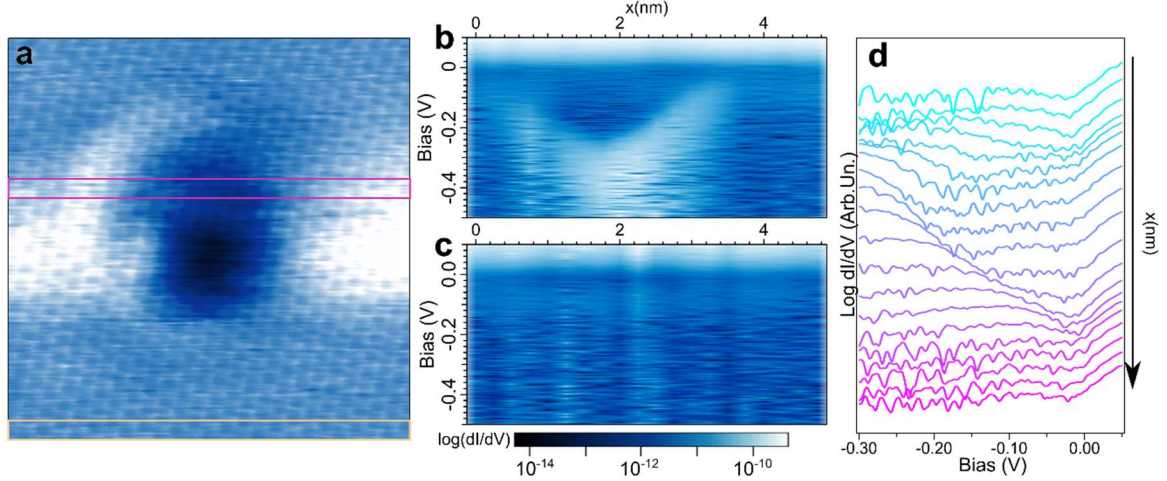 a
b
x(nm)
0 2 4
0
-0.2
-0.4
Bias (V)
c
0 2 4
0.0
-0.2
-0.4
Bias (V)
log(dI/dV)
10-14 10-12 10-10
d
Log dI/dV (Arb.Un.)
x(nm)
-0.30 -0.20 -0.10 0.00
Bias (V)